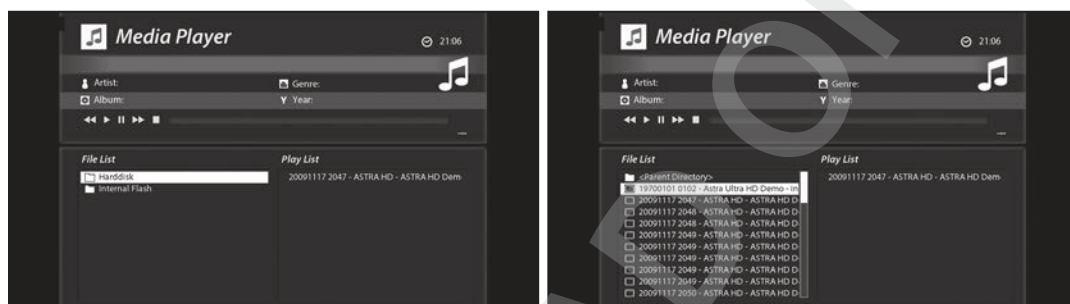 Media Player
21:06
Artist: Genre:
Album: Y Year:
File List Play List
Harddisk 20091117 2047 - ASTRA HD - ASTRA HD Dem
Internal Flash
Media Player
21:06
Artist: Genre:
Album: Y Year:
File List Play List
<Parent Directory> 20091117 2047 - ASTRA HD - ASTRA HD Dem
19700101 0102 - Astra Ultra HD Demo - In
20091117 2047 - ASTRA HD - ASTRA HD D
20091117 2048 - ASTRA HD - ASTRA HD D
20091117 2048 - ASTRA HD - ASTRA HD D
20091117 2049 - ASTRA HD - ASTRA HD D
20091117 2049 - ASTRA HD - ASTRA HD D
20091117 2049 - ASTRA HD - ASTRA HD D
20091117 2049 - ASTRA HD - ASTRA HD D
20091117 2049 - ASTRA HD - ASTRA HD D
20091117 2050 - ASTRA HD - ASTRA HD D